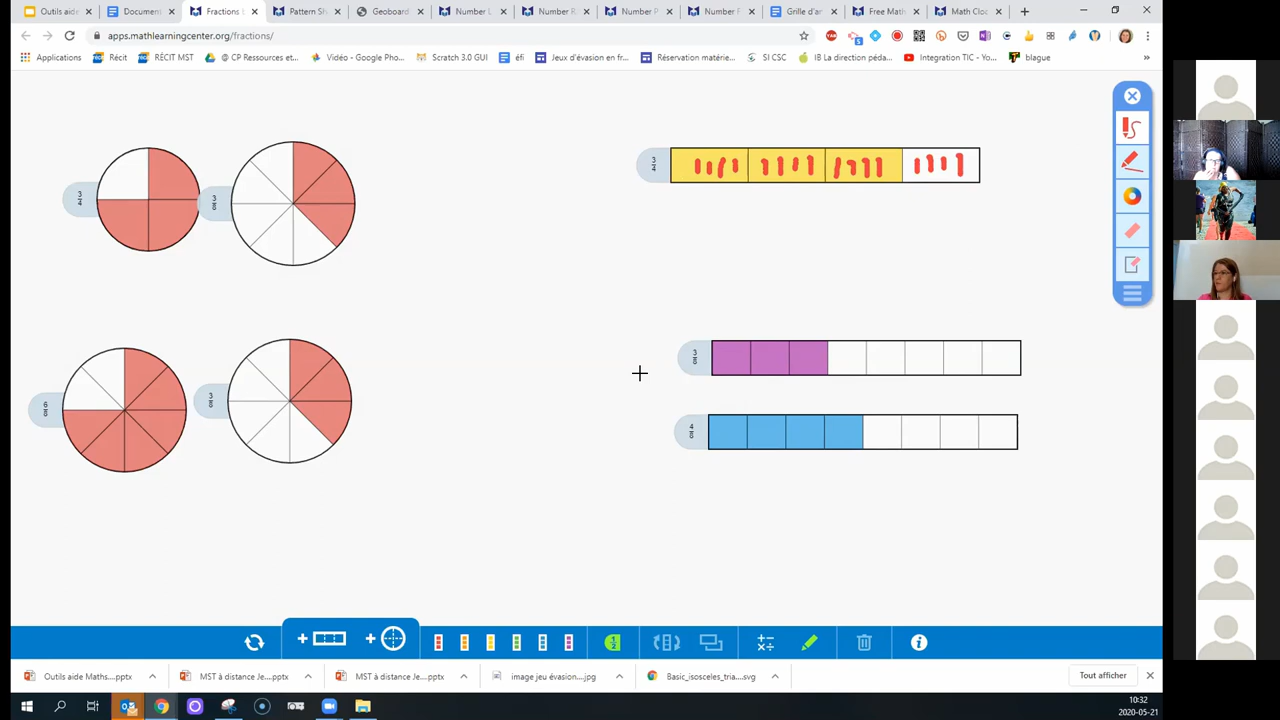 Outils aide
Document
Fractions
Pattern Sh
Geoboard
Number L
Number R
Number P
Number F
Grille d'ar
Free Math
Math Cloc
apps.mathlearningcenter.org/fractions/
Applications
Récit
RÉCIT MST
@ CP Ressources et...
Vidéo - Google Pho...
Scratch 3.0 GUI
éfi
Jeux d'évasion en fr...
Réservation matérie...
SI CSC
IB La direction péda...
Integration TIC - Yo...
blague
»
3/4
3/8
3/4
6/8
3/8
3/8
4/8
1/2
Outils aide Maths....pptx
MST à distance Je....pptx
MST à distance Je....pptx
image jeu évasion....jpg
Basic_isosceles_tria....svg
Tout afficher
10:32
2020-05-21